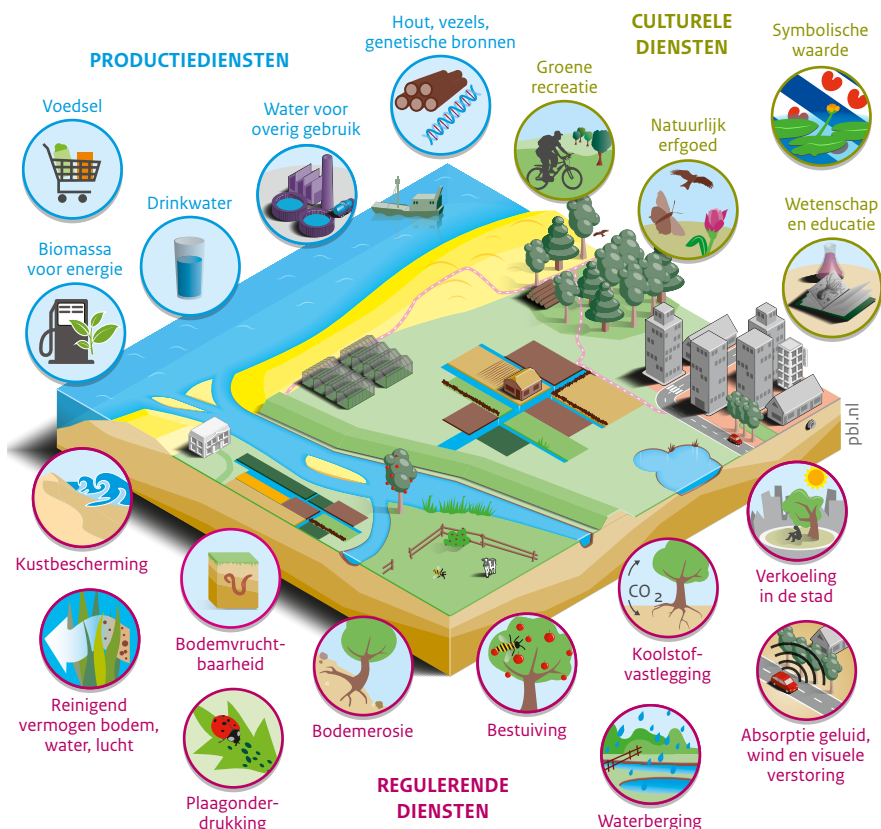 PRODUCTIEDIENSTEN
Voedsel
Biomassa
voor energie
Drinkwater
Water voor
overig gebruik
Hout, vezels,
genetische bronnen
CULTURELE
DIENSTEN
Groene
recreatie
Natuurlijk
erfgoed
Symbolische
waarde
Wetenschap
en educatie
pbl.nl
Kustbescherming
Reinigend
vermogen bodem,
water, lucht
Bodemvrucht-
baarheid
Plaagonder-
drukking
Bodemerosie
REGULERENDE
DIENSTEN
Bestuiving
CO2
Koolstof-
vastlegging
Waterberging
Verkoeling
in de stad
Absorptie geluid,
wind en visuele
verstoring